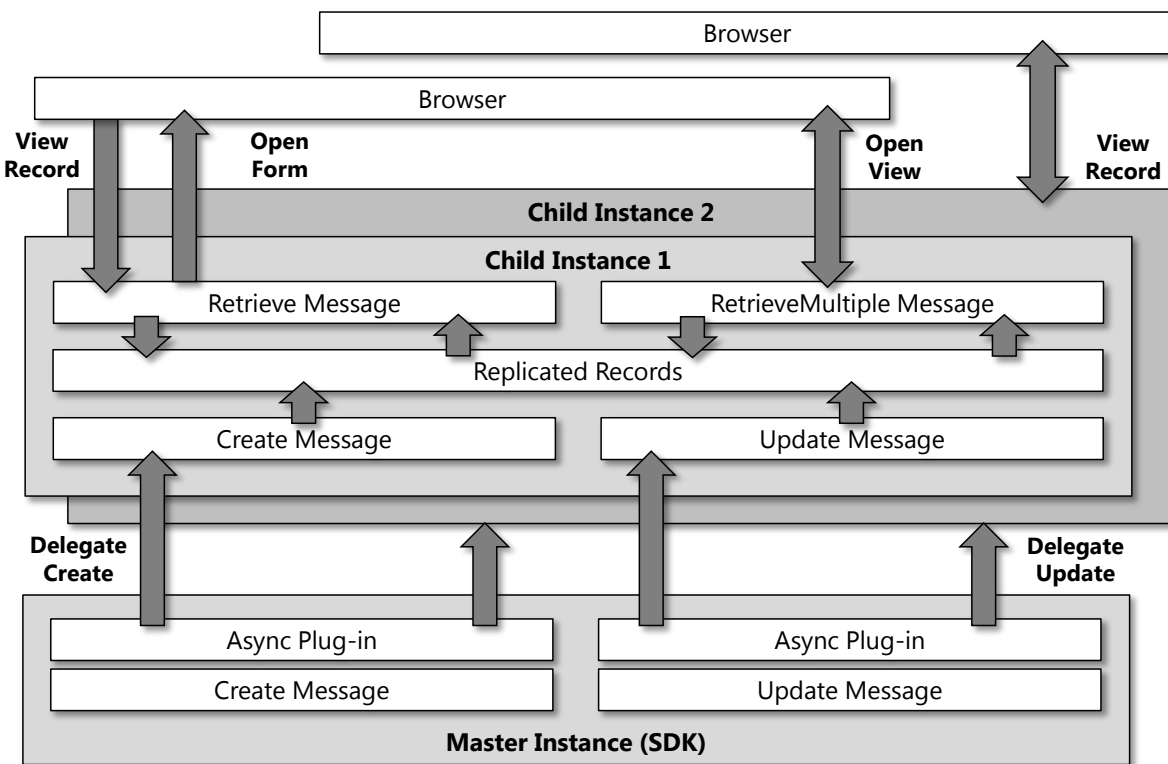 Browser
Browser
View
Record
Open
Form
Open
View
View
Record
Child Instance 2
Child Instance 1
Retrieve Message
RetrieveMultiple Message
Replicated Records
Create Message
Update Message
Delegate
Create
Delegate
Update
Async Plug-in
Async Plug-in
Create Message
Update Message
Master Instance (SDK)